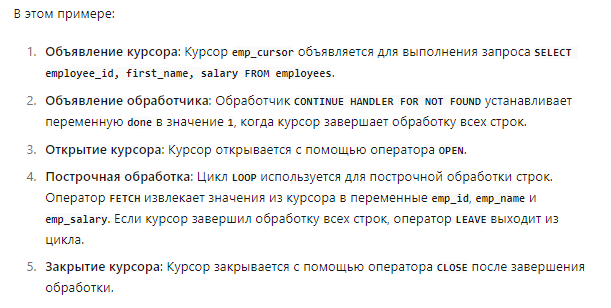 В этом примере:
1. Объявление курсора: Курсор emp_cursor объявляется для выполнения запроса SELECT
employee_id, first_name, salary FROM employees.
2. Объявление обработчика: Обработчик CONTINUE HANDLER FOR NOT FOUND устанавливает
переменную done в значение 1, когда курсор завершает обработку всех строк.
3. Открытие курсора: Курсор открывается с помощью оператора OPEN.
4. Построчная обработка: Цикл LOOP используется для построчной обработки строк.
Оператор FETCH извлекает значения из курсора в переменные emp_id, emp_name и
emp_salary. Если курсор завершил обработку всех строк, оператор LEAVE выходит из
цикла.
5. Закрытие курсора: Курсор закрывается с помощью оператора CLOSE после завершения
обработки.